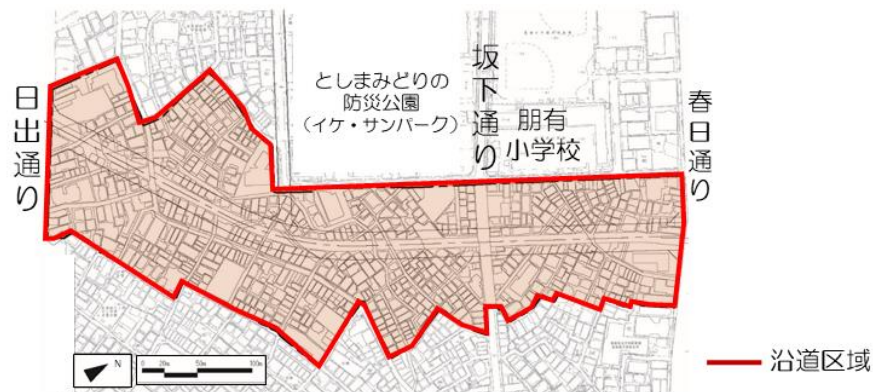 日出通り
としまみどりの
防災公園
(イケ・サンパーク)
坂下通り
朋有
小学校
春日通り
N
0 20m 50m 100m
沿道区域